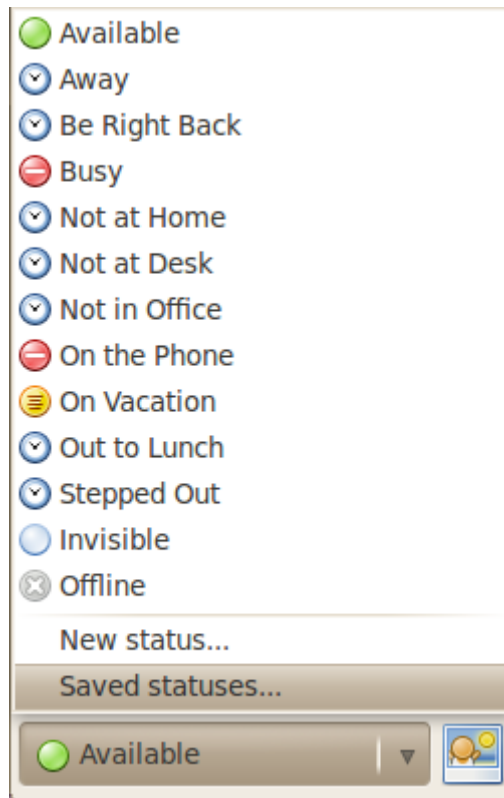 Available
Away
Be Right Back
Busy
Not at Home
Not at Desk
Not in Office
On the Phone
On Vacation
Out to Lunch
Stepped Out
Invisible
Offline
New status...
Saved statuses...
Available